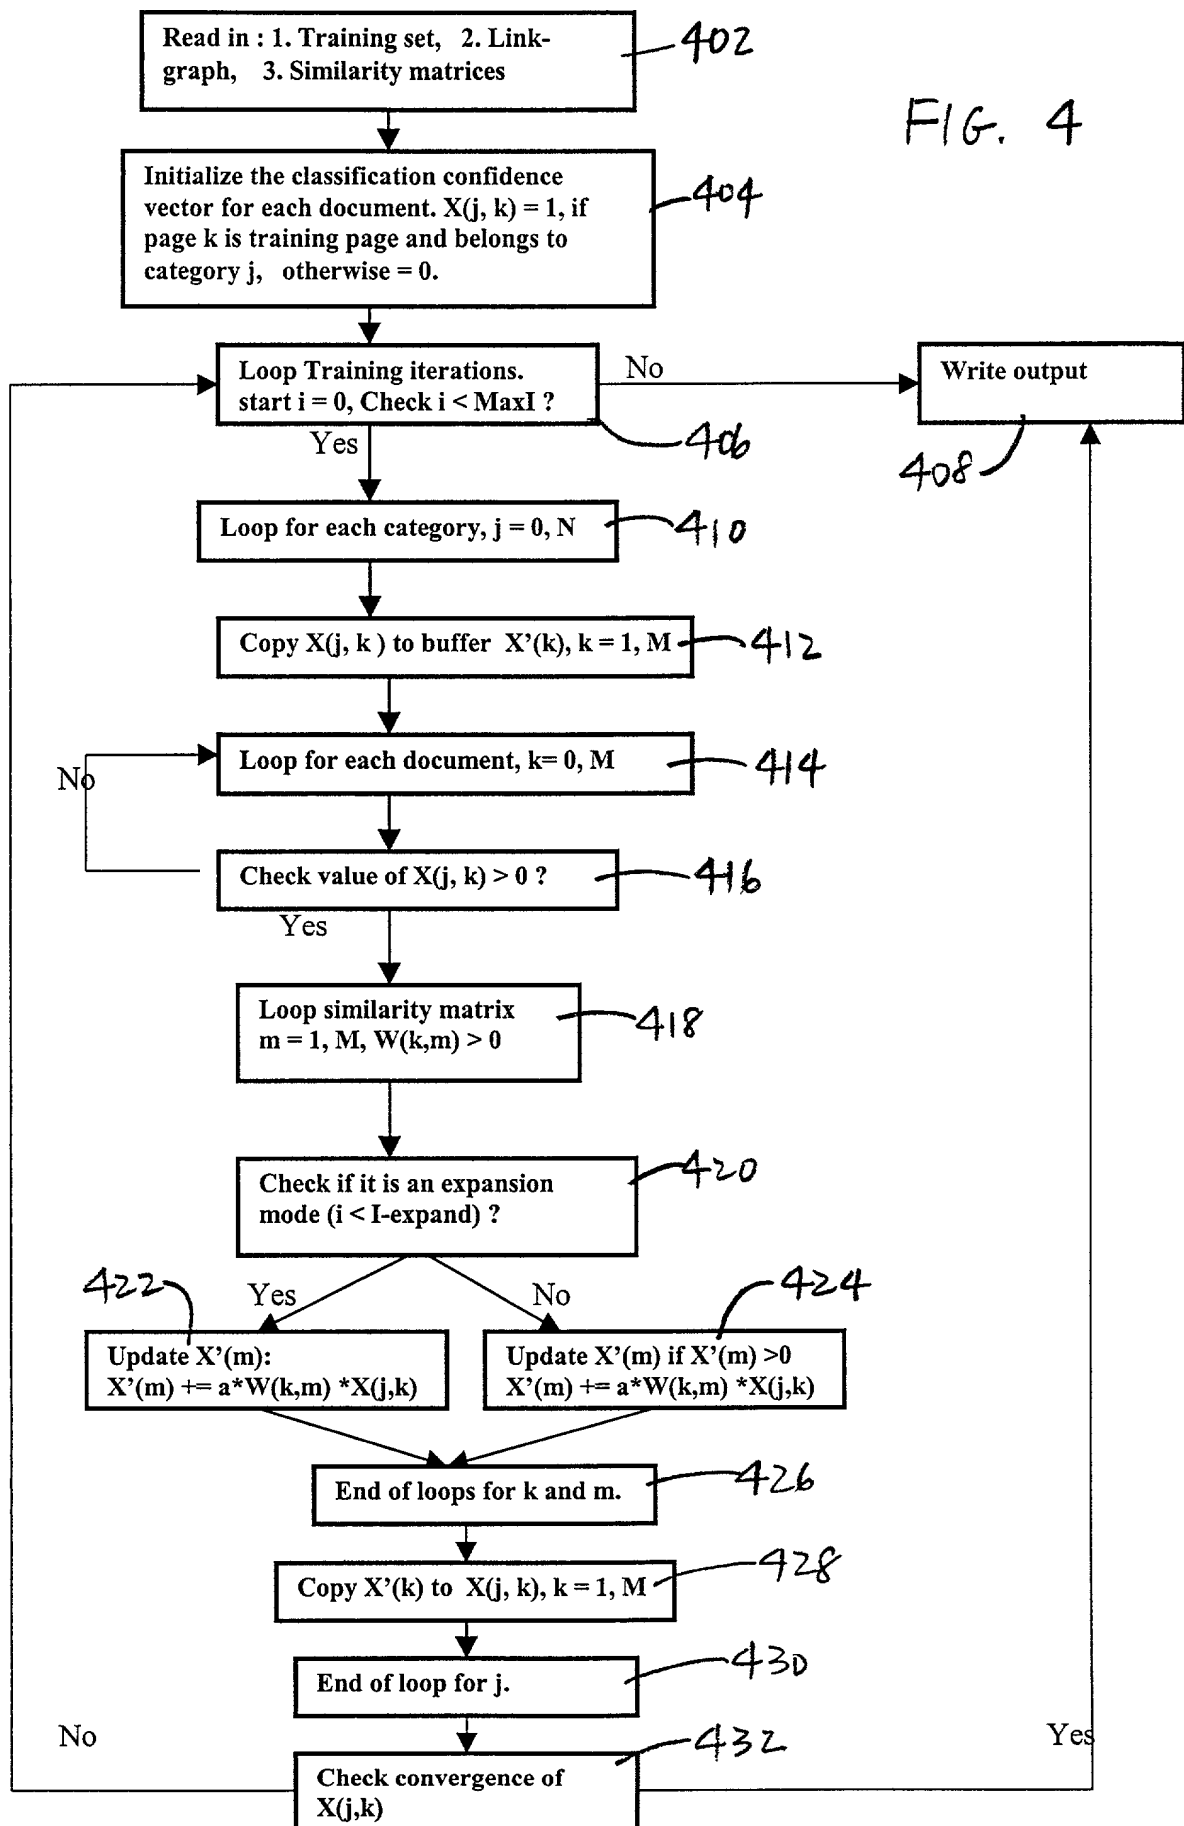 Read in : 1. Training set, 2. Link-
graph, 3. Similarity matrices
402
FIG. 4
Initialize the classification confidence
vector for each document. X(j, k) = 1, if
page k is training page and belongs to
category j, otherwise = 0.
404
Loop Training iterations.
start i = 0, Check i < MaxI ?
406
No
Write output
408
Yes
Loop for each category, j = 0, N
410
Copy X(j, k ) to buffer X’(k), k = 1, M
412
Loop for each document, k= 0, M
414
No
Check value of X(j, k) > 0 ?
416
Yes
Loop similarity matrix
m = 1, M, W(k,m) > 0
418
Check if it is an expansion
mode (i < I-expand) ?
420
422
Yes
No
424
Update X’(m):
X’(m) += a*W(k,m) *X(j,k)
Update X’(m) if X’(m) >0
X’(m) += a*W(k,m) *X(j,k)
End of loops for k and m.
426
Copy X’(k) to X(j, k), k = 1, M
428
End of loop for j.
430
No
Yes
Check convergence of
X(j,k)
432